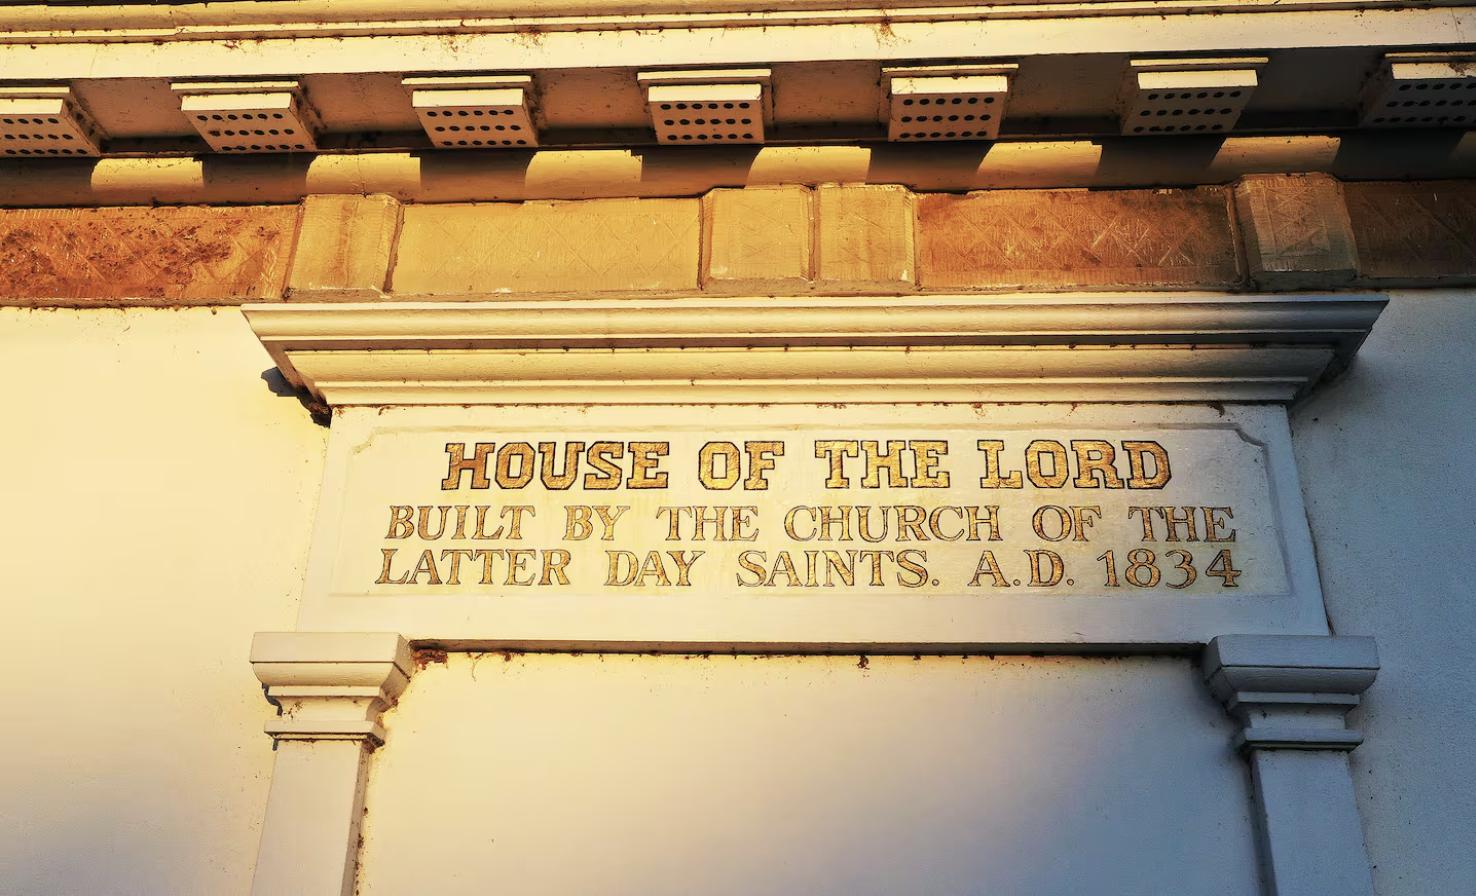 HOUSE OF THE LORD
BUILT BY THE CHURCH OF THE
LATTER DAY SAINTS. A.D. 1834